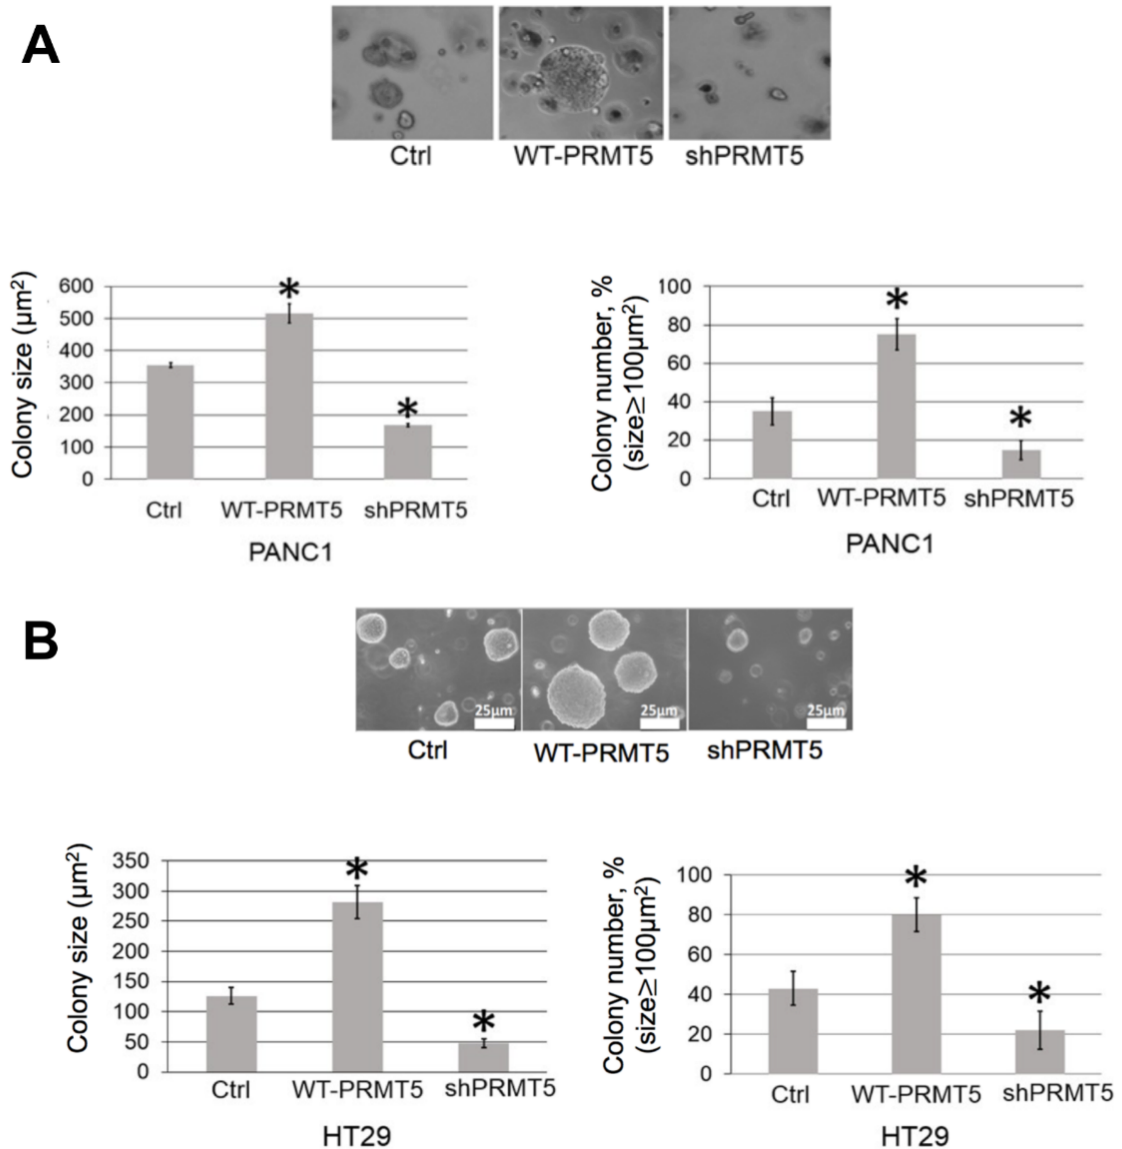 A
Ctrl WT-PRMT5 shPRMT5
Colony size (µm²)
600
500
400
300
200
100
0
*
*
Ctrl WT-PRMT5 shPRMT5
PANC1
Colony number, %
(size≥100µm²)
100
80
60
40
20
0
*
*
Ctrl WT-PRMT5 shPRMT5
PANC1
B
25µm 25µm 25µm
Ctrl WT-PRMT5 shPRMT5
Colony size (µm²)
350
300
250
200
150
100
50
0
*
*
Ctrl WT-PRMT5 shPRMT5
HT29
Colony number, %
(size≥100µm²)
100
80
60
40
20
0
*
*
Ctrl WT-PRMT5 shPRMT5
HT29